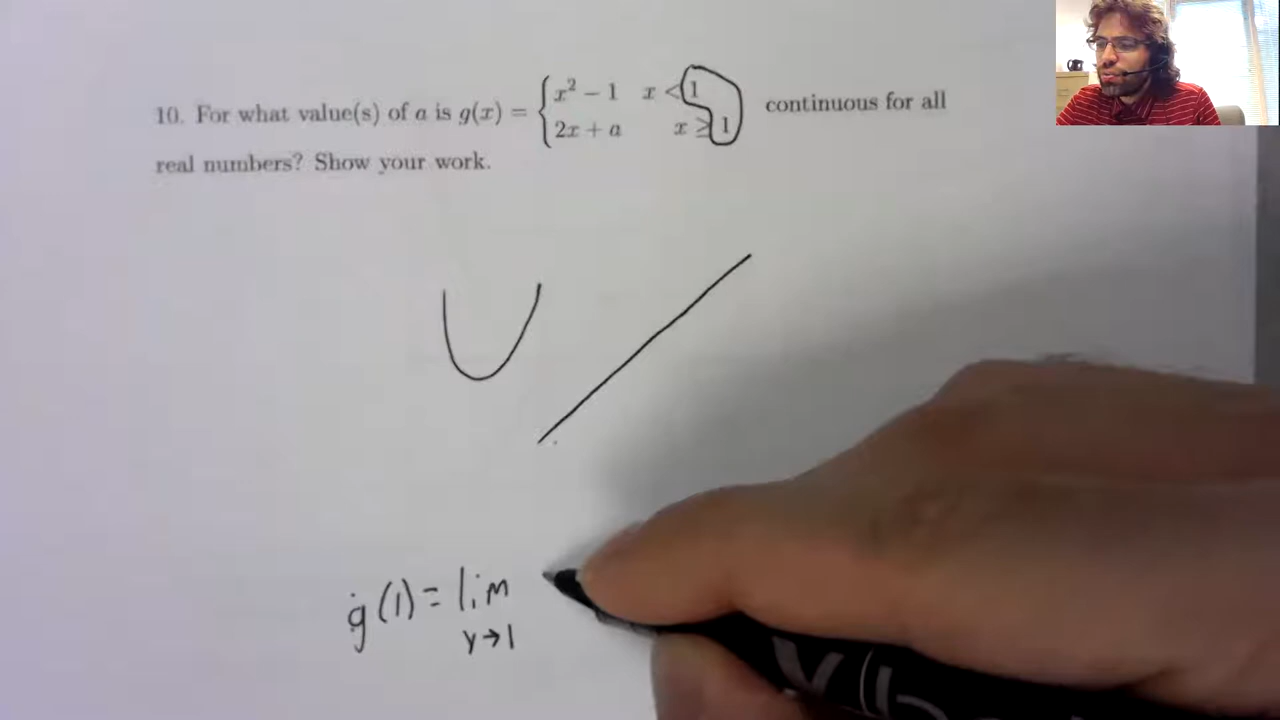 10. For what value(s) of a is g(x) = { x² − 1   x < 1
2x + a   x ≥ 1   continuous for all
real numbers? Show your work.
g(1) = lim
x→1